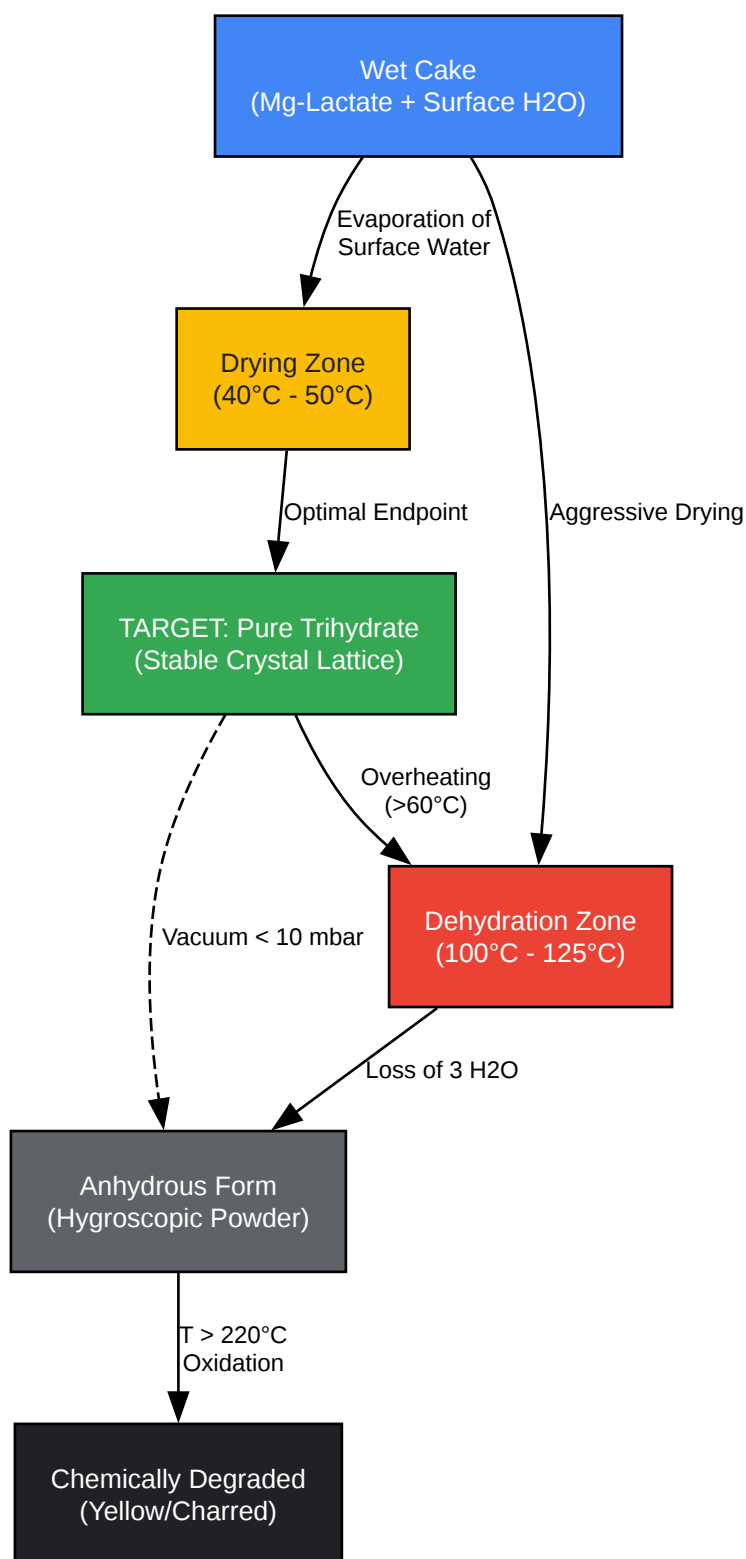 Wet Cake
(Mg-Lactate + Surface H2O)
Evaporation of
Surface Water
Drying Zone
(40°C - 50°C)
Optimal Endpoint
Aggressive Drying
TARGET: Pure Trihydrate
(Stable Crystal Lattice)
Overheating
(>60°C)
Vacuum < 10 mbar
Dehydration Zone
(100°C - 125°C)
Loss of 3 H2O
Anhydrous Form
(Hygroscopic Powder)
T > 220°C
Oxidation
Chemically Degraded
(Yellow/Charred)